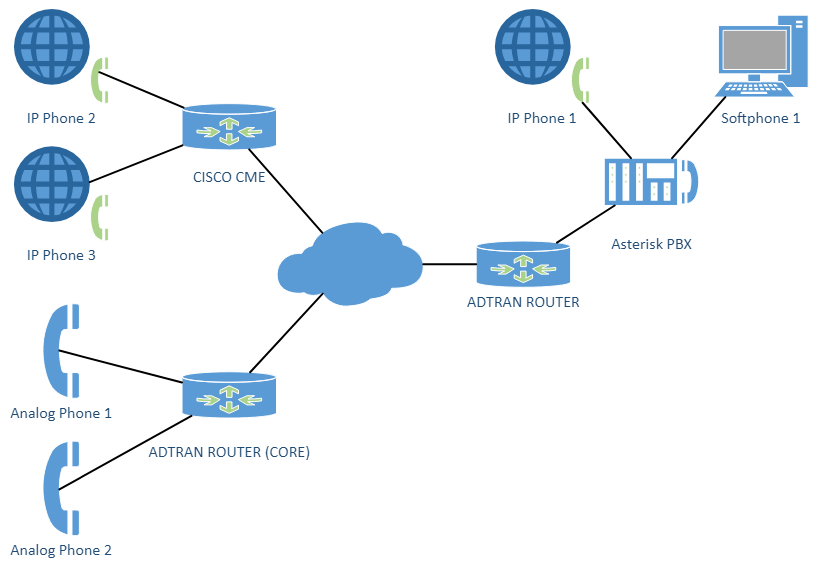 IP Phone 2
IP Phone 1
Softphone 1
CISCO CME
IP Phone 3
Asterisk PBX
ADTRAN ROUTER
Analog Phone 1
ADTRAN ROUTER (CORE)
Analog Phone 2